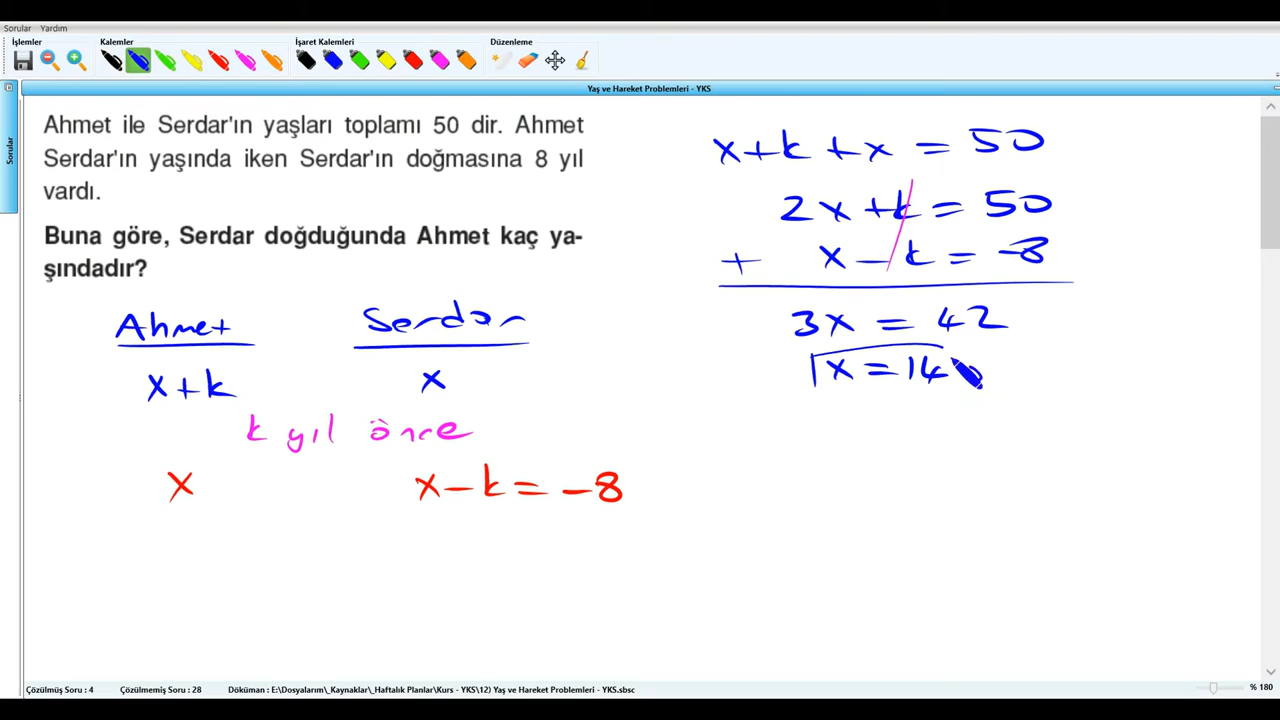 Sorular Yardım
İşlemler Kalemler İşaret Kalemleri Düzenleme
Yaş ve Hareket Problemleri - YKS
Sorular
Ahmet ile Serdar'ın yaşları toplamı 50 dir. Ahmet
Serdar'ın yaşında iken Serdar'ın doğmasına 8 yıl
vardı.
Buna göre, Serdar doğduğunda Ahmet kaç ya-
şındadır?
Ahmet Serdar
x+k x
k yıl önce
x x-k=-8
x+k+x=50
2x+k=50
+ x-k=-8
3x=42
x=14
Çözülmüş Soru : 4 Çözülmemiş Soru : 28 Döküman : E:\Dosyalarım\_Kaynaklar\_Haftalık Planlar\Kurs - YKS\12) Yaş ve Hareket Problemleri - YKS.sbsc % 180